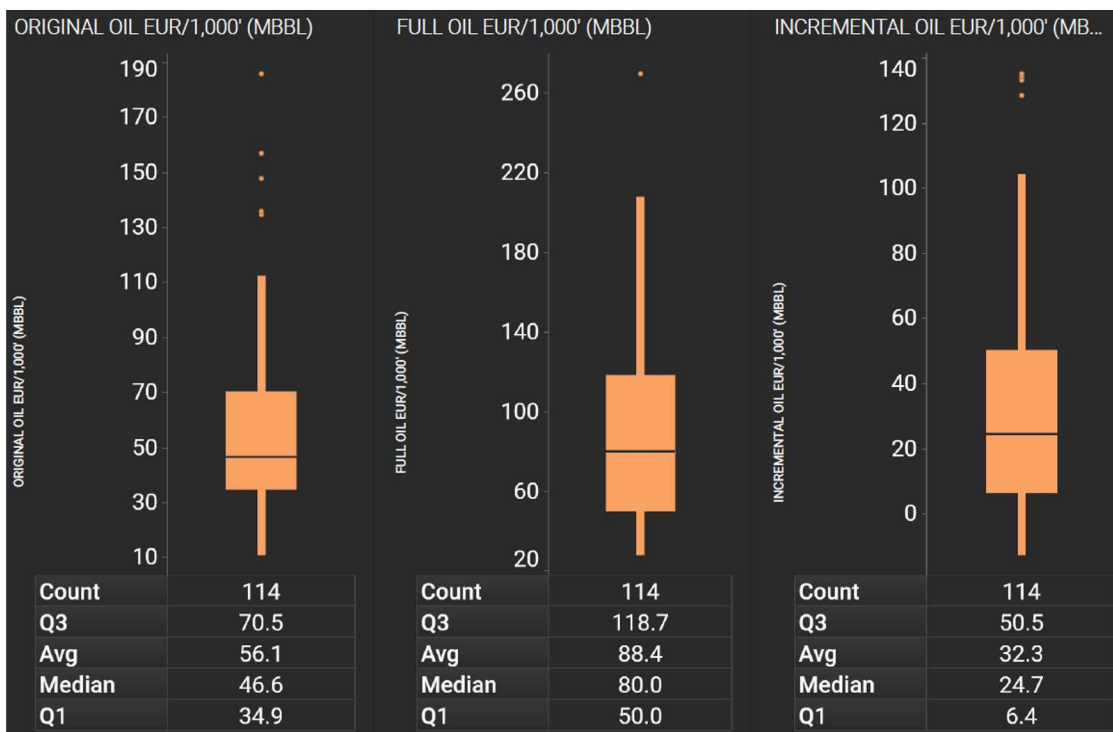 ORIGINAL OIL EUR/1,000' (MBBL)
190
170
150
130
110
90
70
50
30
10
ORIGINAL OIL EUR/1,000' (MBBL)
Count 114
Q3 70.5
Avg 56.1
Median 46.6
Q1 34.9
FULL OIL EUR/1,000' (MBBL)
260
220
180
140
100
60
20
FULL OIL EUR/1,000' (MBBL)
Count 114
Q3 118.7
Avg 88.4
Median 80.0
Q1 50.0
INCREMENTAL OIL EUR/1,000' (MB...
140
120
100
80
60
40
20
0
INCREMENTAL OIL EUR/1,000' (MBBL)
Count 114
Q3 50.5
Avg 32.3
Median 24.7
Q1 6.4